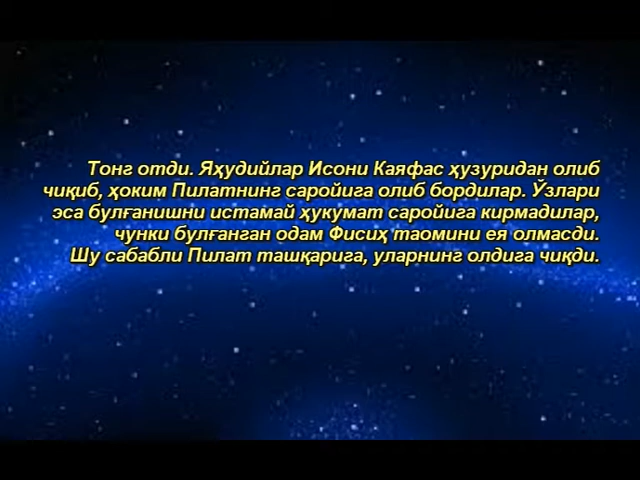 Тонг отди. Яҳудийлар Исони Каяфас ҳузуридан олиб
чиқиб, ҳоким Пилатнинг саройига олиб бордилар. Ўзлари
эса булғанишни истамай ҳукумат саройига кирмадилар,
чунки булғанган одам Фисиҳ таомини ея олмасди.
Шу сабабли Пилат ташқарига, уларнинг олдига чиқди.